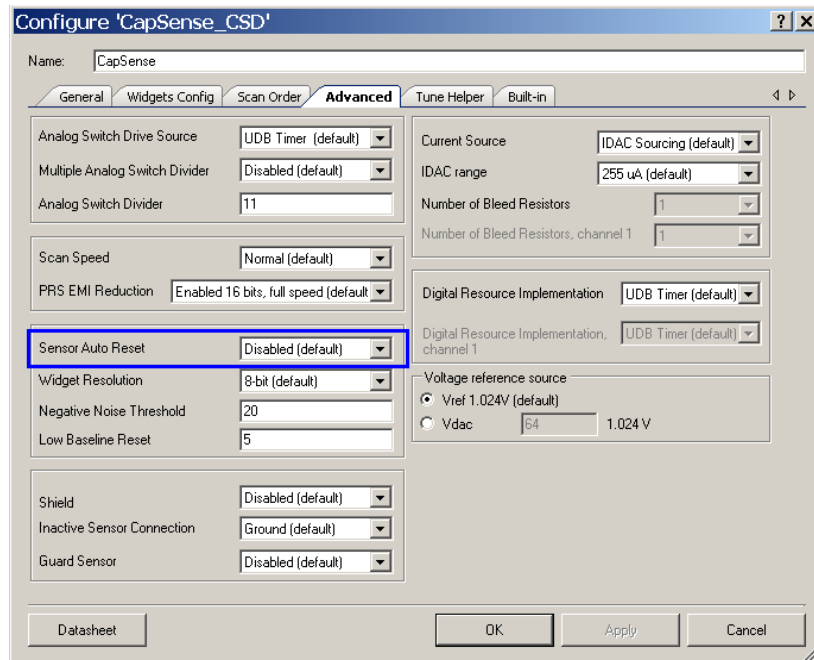 Configure 'CapSense_CSD'
Name: CapSense
General Widgets Config Scan Order Advanced Tune Helper Built-in
Analog Switch Drive Source UDB Timer (default)
Multiple Analog Switch Divider Disabled (default)
Analog Switch Divider 11
Scan Speed Normal (default)
PRS EMI Reduction Enabled 16 bits, full speed (default
Sensor Auto Reset Disabled (default)
Widget Resolution 8-bit (default)
Negative Noise Threshold 20
Low Baseline Reset 5
Shield Disabled (default)
Inactive Sensor Connection Ground (default)
Guard Sensor Disabled (default)
Current Source IDAC Sourcing (default)
IDAC range 255 uA (default)
Number of Bleed Resistors 1
Number of Bleed Resistors, channel 1 1
Digital Resource Implementation UDB Timer (default)
Digital Resource Implementation, UDB Timer (default)
channel 1
Voltage reference source
Vref 1.024V (default)
Vdac 64 1.024 V
Datasheet OK Apply Cancel